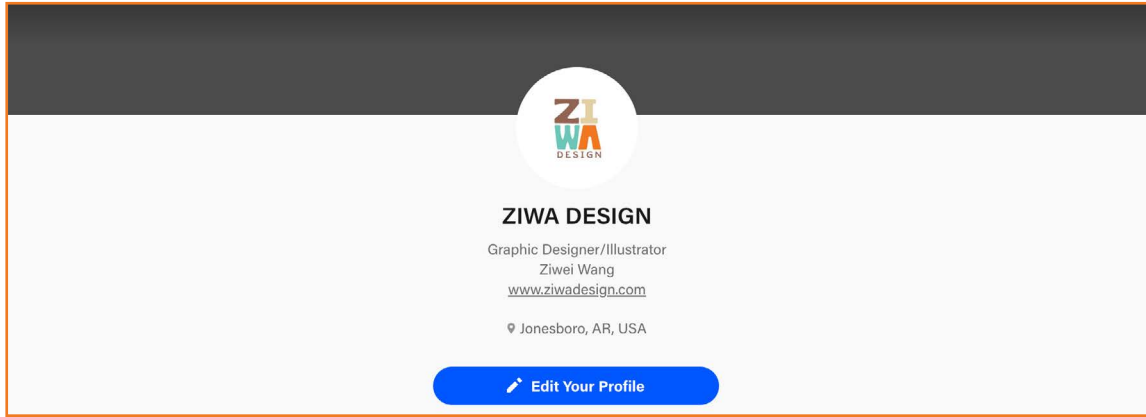 ZI
WA
DESIGN
ZIWA DESIGN
Graphic Designer/Illustrator
Ziwei Wang
www.ziwadesign.com
Jonesboro, AR, USA
Edit Your Profile